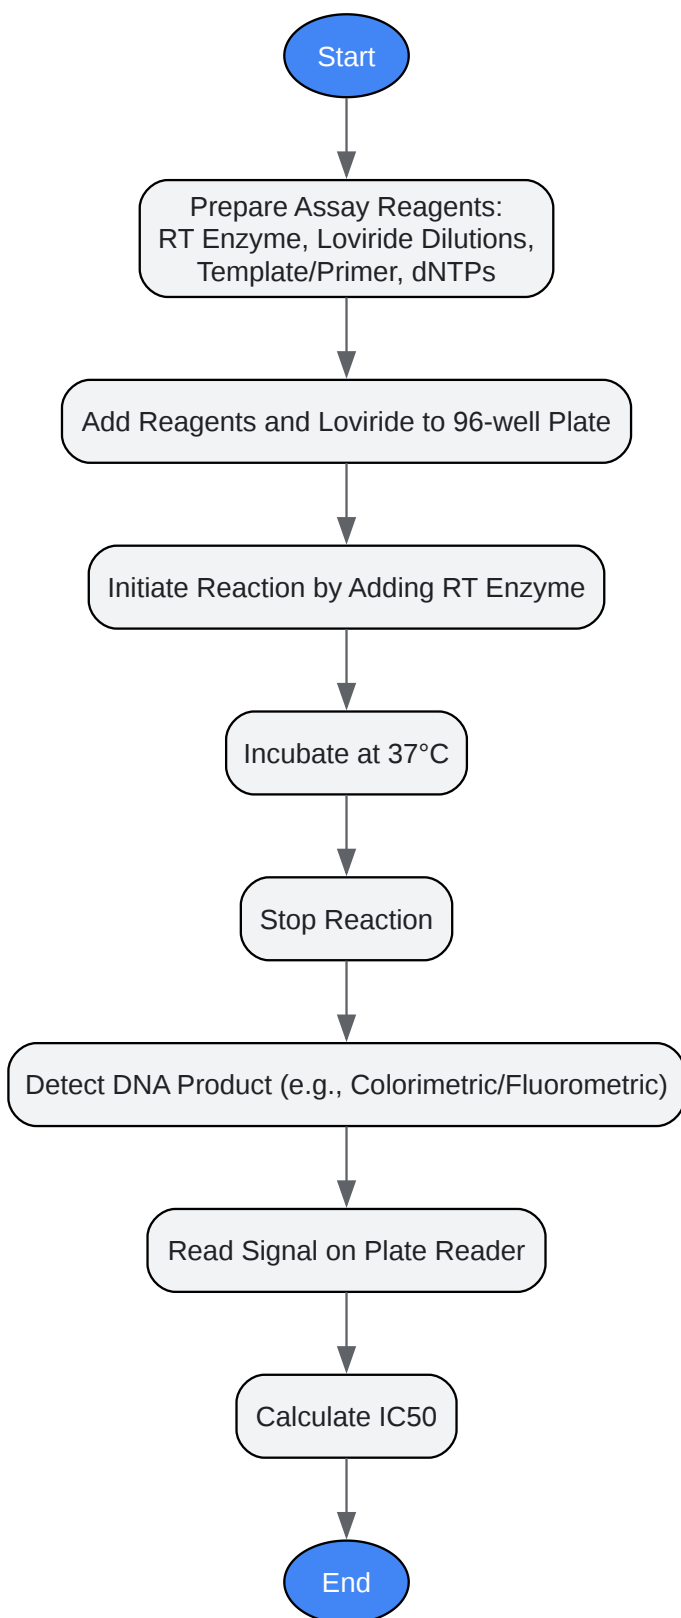 Start
Prepare Assay Reagents:
RT Enzyme, Loviride Dilutions,
Template/Primer, dNTPs
Add Reagents and Loviride to 96-well Plate
Initiate Reaction by Adding RT Enzyme
Incubate at 37°C
Stop Reaction
Detect DNA Product (e.g., Colorimetric/Fluorometric)
Read Signal on Plate Reader
Calculate IC50
End